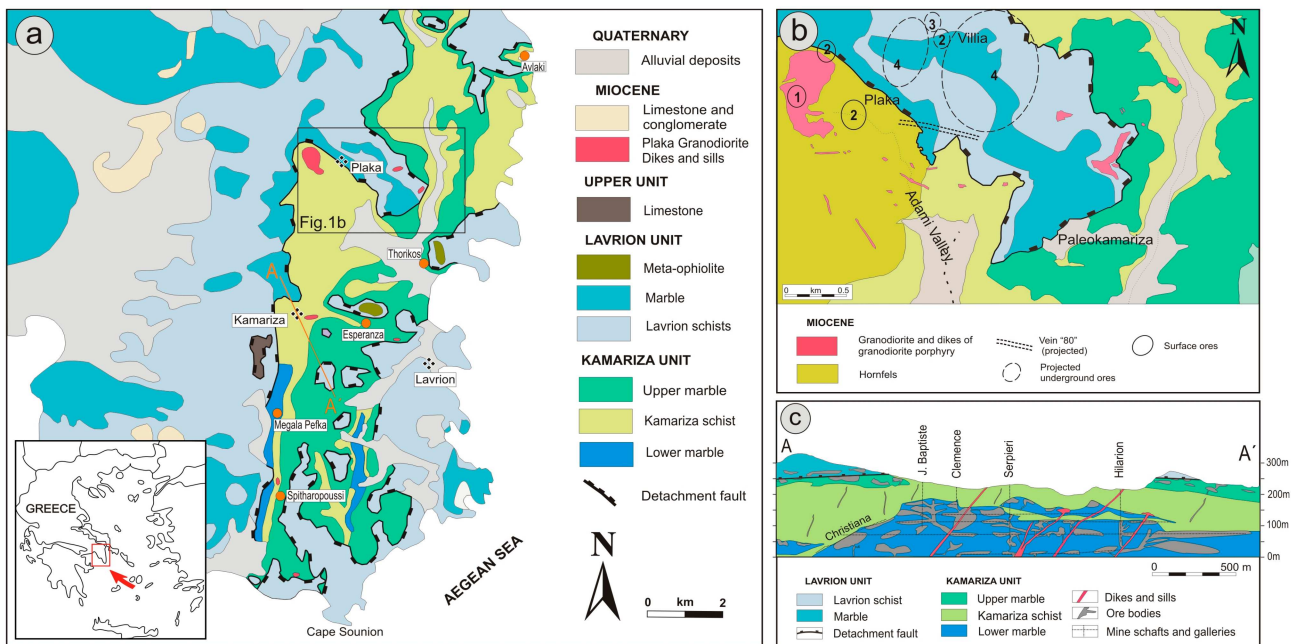 a
Avlaki
Plaka
Fig.1b
Thorikos
A
Kamariza
Esperanza
Lavrion
A
Megala Pefka
Spitharopoussi
GREECE
AEGEAN SEA
Cape Sounion
QUATERNARY
Alluvial deposits
MIOCENE
Limestone and
conglomerate
Plaka Granodiorite
Dikes and sills
UPPER UNIT
Limestone
LAVRION UNIT
Meta-ophiolite
Marble
Lavrion schists
KAMARIZA UNIT
Upper marble
Kamariza schist
Lower marble
Detachment fault
N
0 km 2
b
3
2 Villia
N
2
4
4
1
Plaka
2
Adami Valley
Paleokamariza
0 km 0.5
MIOCENE
Granodiorite and dikes of
granodiorite porphyry
Hornfels
Vein "80"
(projected)
Surface ores
Projected
underground ores
c
A
J. Baptiste
Clemence
Serpieri
Hilarion
A´
300m
200m
100m
0m
Christiana
0 500 m
LAVRION UNIT
Lavrion schist
Marble
Detachment fault
KAMARIZA UNIT
Upper marble
Kamariza schist
Lower marble
Dikes and sills
Ore bodies
Mine schafts and galleries